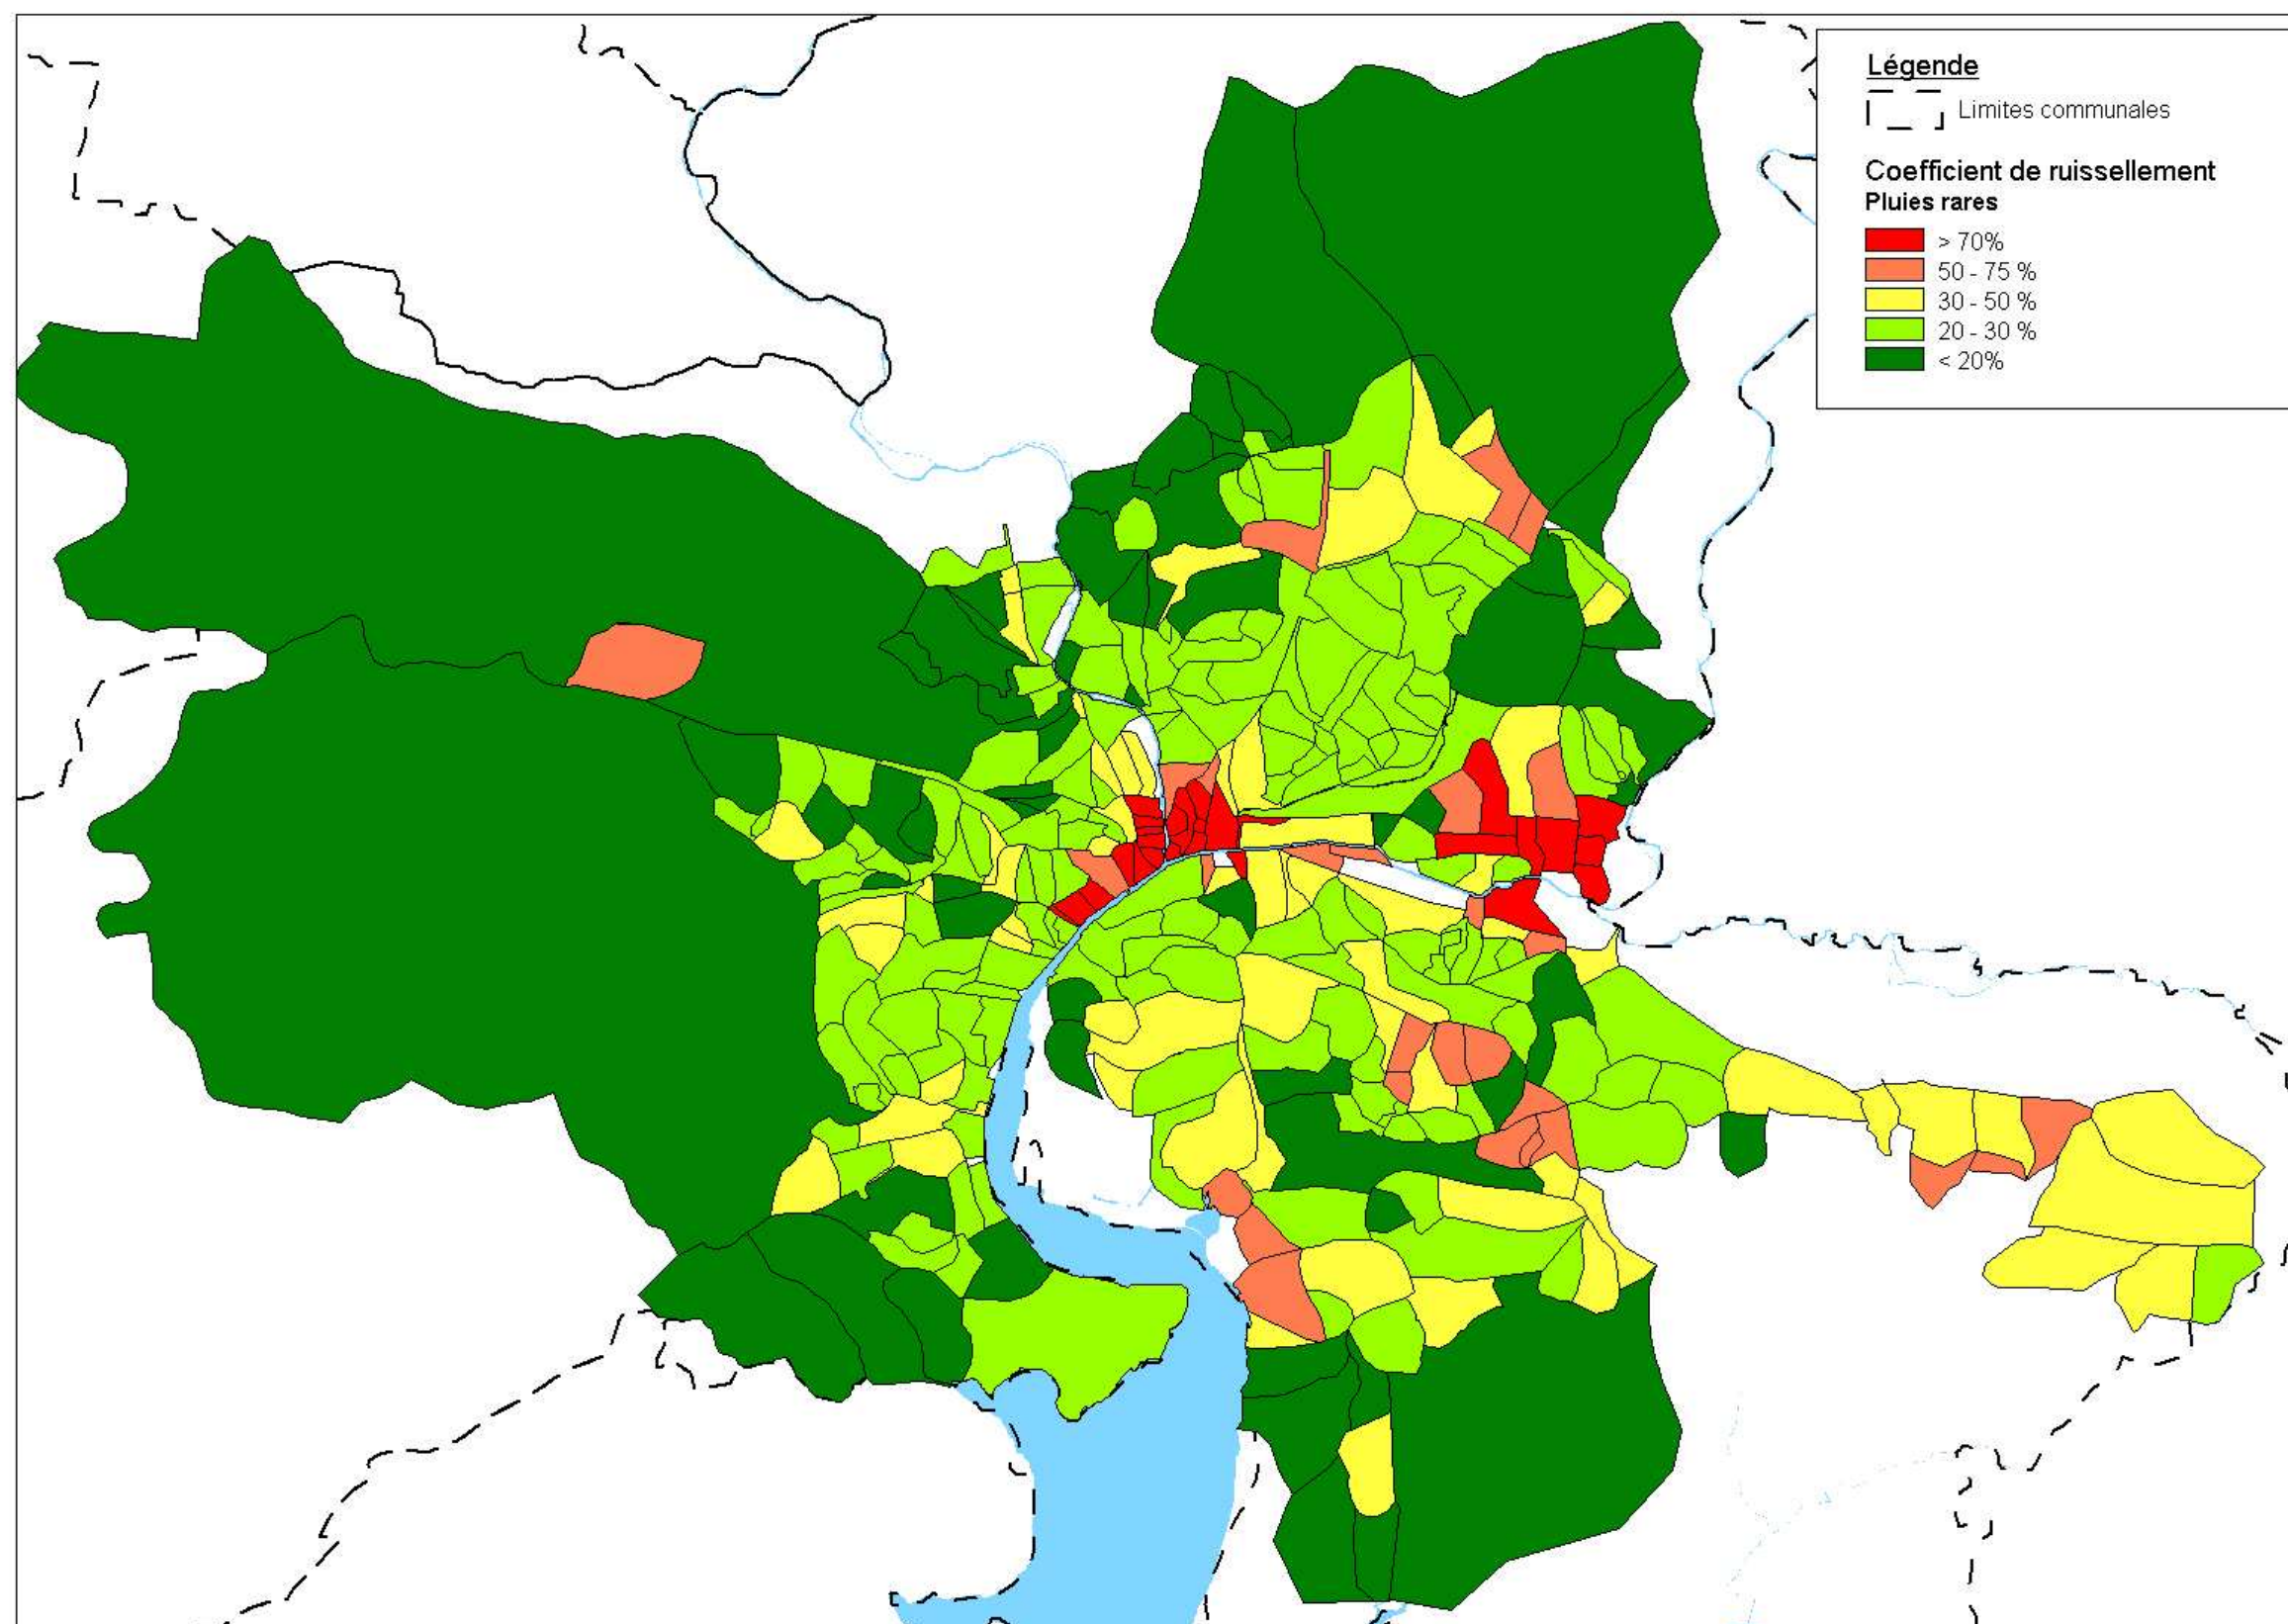 Légende
Limites communales
Coefficient de ruissellement
Pluies rares
> 70%
50 - 75 %
30 - 50 %
20 - 30 %
< 20%